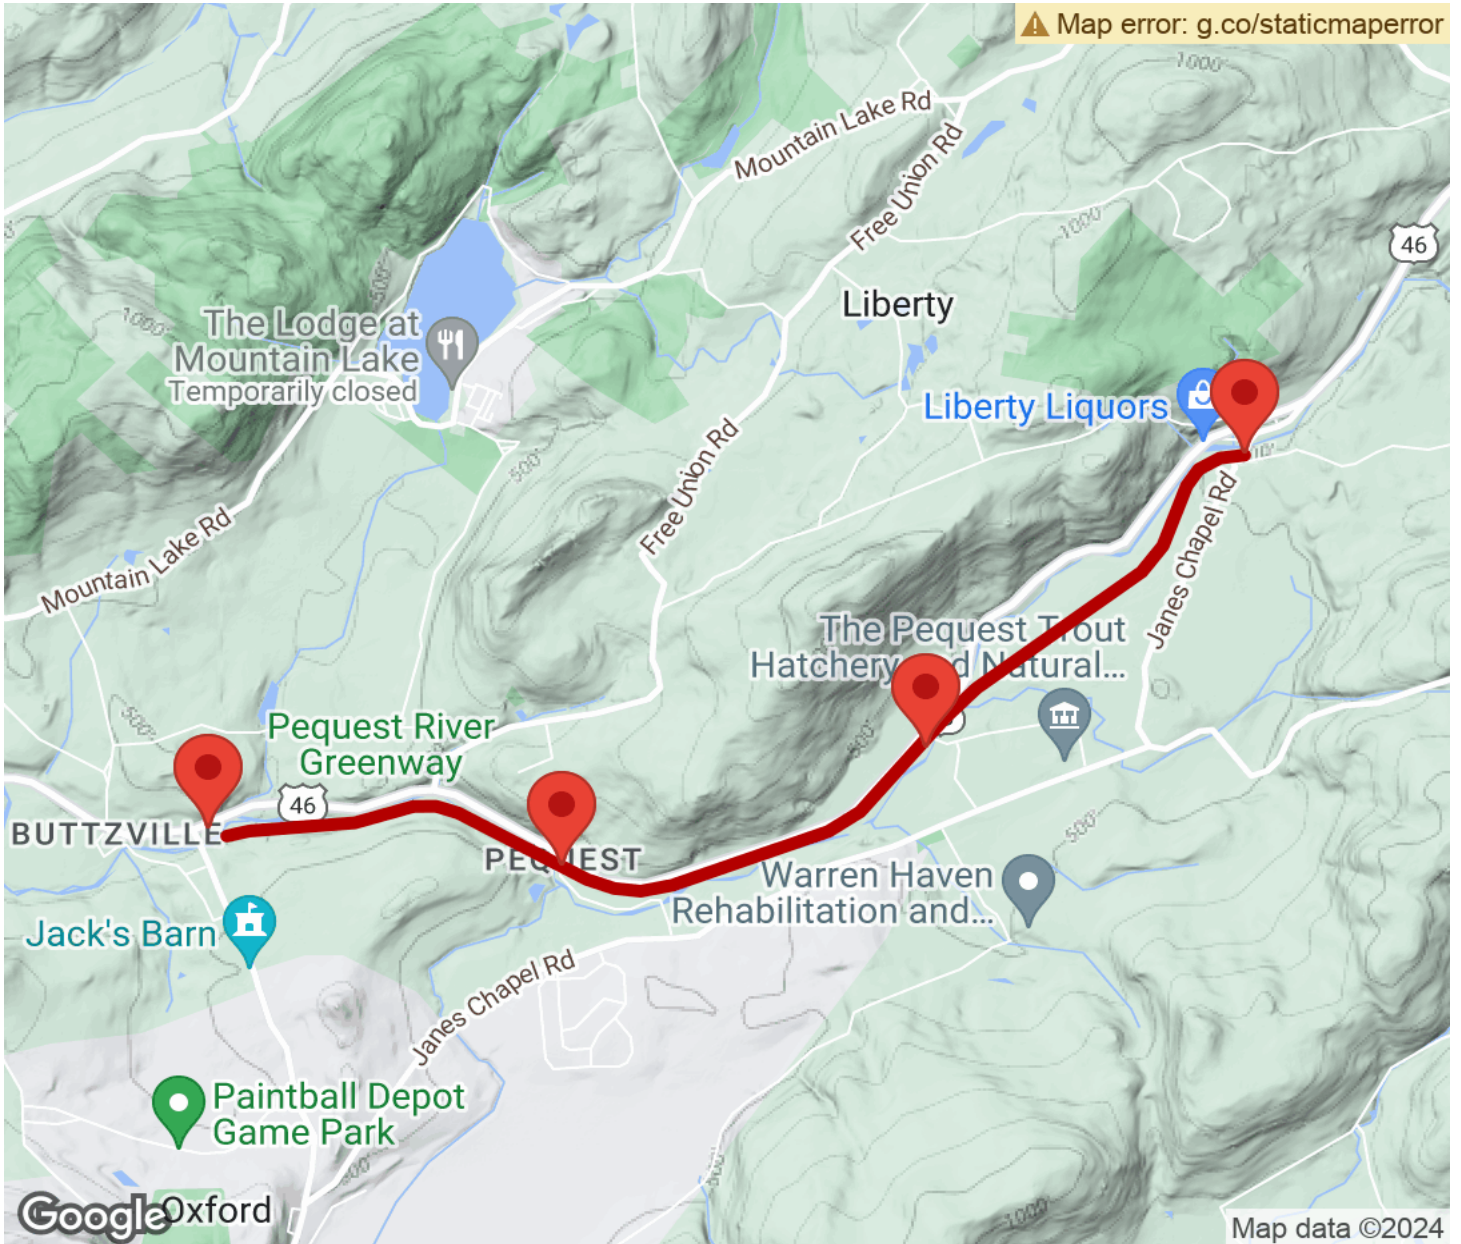 Map error: g.co/staticmaperror
1000'
Mountain Lake Rd
Free Union Rd
1000'
46
500'
Liberty
1000'
The Lodge at
Mountain Lake
Temporarily closed
Liberty Liquors
500'
Free Union Rd
Janes Chapel Rd
Mountain Lake Rd
The Pequest Trout
Natural...
500'
Pequest River
Greenway
500'
46
BUTTZVILLE
500'
Warren Haven
Rehabilitation and...
Jack's Barn
Janes Chapel Rd
Paintball Depot
Game Park
500'
500'
1000'
Google
Oxford
Map data ©2024